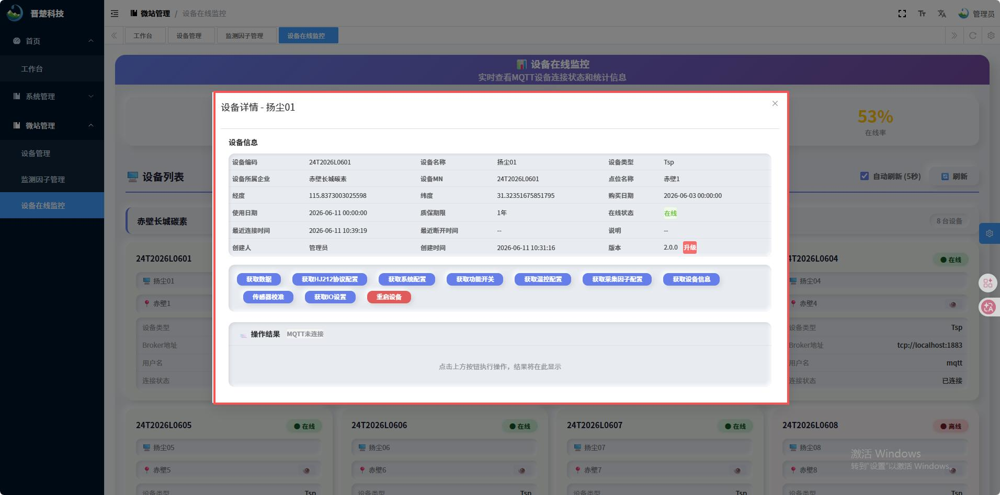 晋楚科技
微站管理 / 设备在线监控
管理员
首页
工作台
系统管理
微站管理
设备管理
监测因子管理
设备在线监控
工作台 设备管理 监测因子管理 设备在线监控
设备在线监控
实时查看MQTT设备连接状态和统计信息
53%
在线率
设备列表
自动刷新 (5秒) 刷新
赤壁长城碳素
8 台设备
设备详情 - 扬尘01
设备信息
设备编码 24T2026L0601 设备名称 扬尘01 设备类型 Tsp
设备所属企业 赤壁长城碳素 设备MN 24T2026L0601 点位名称 赤壁1
经度 115.8373003025598 纬度 31.32351675851795 购买日期 2026-06-03 00:00:00
使用日期 2026-06-11 00:00:00 质保期限 1年 在线状态 在线
最近连接时间 2026-06-11 10:39:19 最近断开时间 -- 说明 --
创建人 管理员 创建时间 2026-06-11 10:31:16 版本 2.0.0 升级
获取数据 获取HJ212协议配置 获取系统配置 获取功能开关 获取温控配置 获取采集因子配置 获取设备信息
传感器校准 获取IO设置 重启设备
操作结果 MQTT未连接
点击上方按钮执行操作，结果将在此显示
24T2026L0601
扬尘01
赤壁1
设备类型
Broker地址
用户名
连接状态
4T2026L0604 在线
扬尘04
赤壁4
设备类型 Tsp
Broker地址 tcp://localhost:1883
用户名 mqtt
连接状态 已连接
24T2026L0605 在线
扬尘05
赤壁5
设备类型 Tsp
24T2026L0606 在线
扬尘06
赤壁6
设备类型 Tsp
24T2026L0607 在线
扬尘07
赤壁7
设备类型 Tsp
24T2026L0608 离线
扬尘08
赤壁8
设备类型 Tsp
激活 Windows
转到"设置"以激活 Windows。